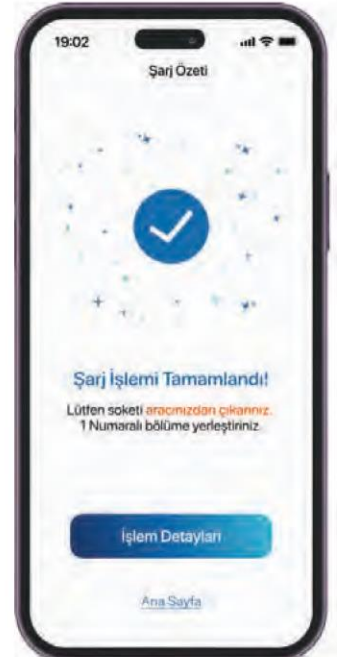 19:02
Şarj Özeti
Şarj İşlemi Tamamlandı!
Lütfen soketi aracınızdan çıkarınız.
1 Numaralı bölüme yerleştiriniz.
İşlem Detayları
Ana Sayfa